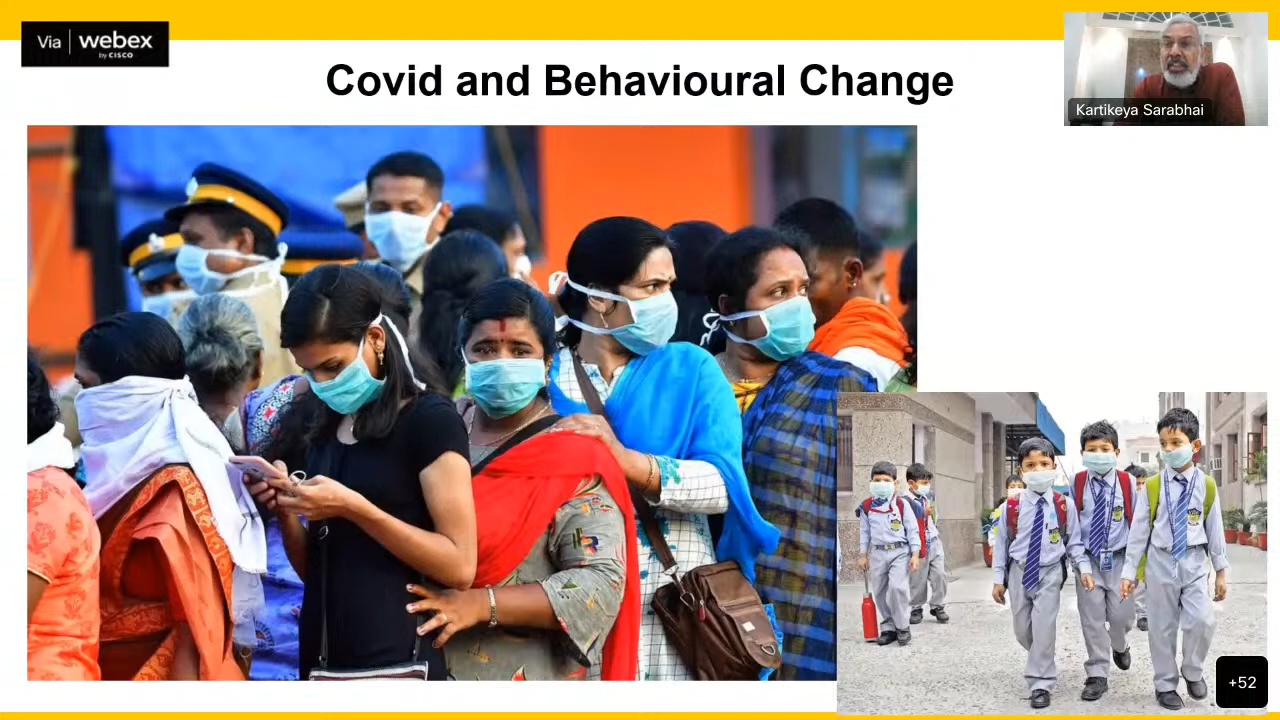 Via | webex
by CISCO
Covid and Behavioural Change
Kartikeya Sarabhai
+52